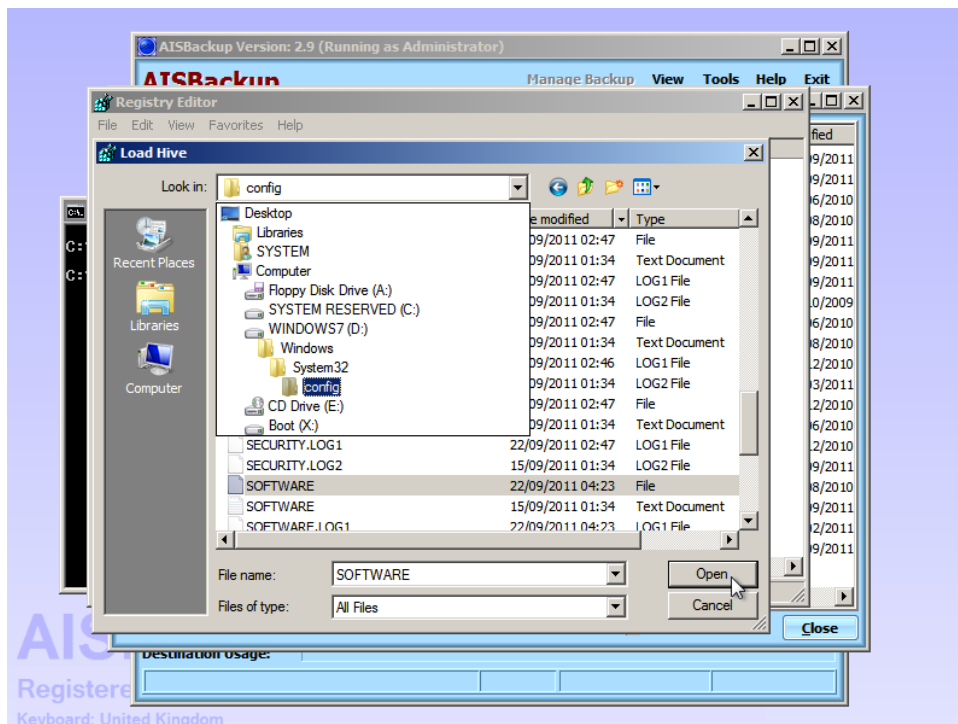 AISBackup Version: 2.9 (Running as Administrator)
AISBackup
Manage Backup View Tools Help Exit
Registry Editor
File Edit View Favorites Help
Load Hive
Look in: config
Desktop
Libraries
SYSTEM
Computer
Floppy Disk Drive (A:)
SYSTEM RESERVED (C:)
WINDOWS7 (D:)
Windows
System32
config
CD Drive (E:)
Boot (X:)
Recent Places
Libraries
Computer
modified Type
09/2011 02:47 File
09/2011 01:34 Text Document
09/2011 02:47 LOG1 File
09/2011 01:34 LOG2 File
09/2011 02:47 File
09/2011 01:34 Text Document
09/2011 02:46 LOG1 File
09/2011 01:34 LOG2 File
09/2011 02:47 File
09/2011 01:34 Text Document
SECURITY.LOG1 22/09/2011 02:47 LOG1 File
SECURITY.LOG2 15/09/2011 01:34 LOG2 File
SOFTWARE 22/09/2011 04:23 File
SOFTWARE 15/09/2011 01:34 Text Document
SOFTWARE.LOG1 22/09/2011 04:23 LOG1 File
File name: SOFTWARE
Open
Files of type: All Files
Cancel
fied
09/2011
09/2011
06/2010
08/2010
09/2011
09/2011
09/2011
10/2009
06/2010
08/2010
12/2010
03/2011
12/2010
06/2010
12/2010
09/2011
08/2010
09/2011
02/2011
09/2011
Close
C:
C:
AIS
Destination Usage:
Registere
Keyboard: United Kingdom